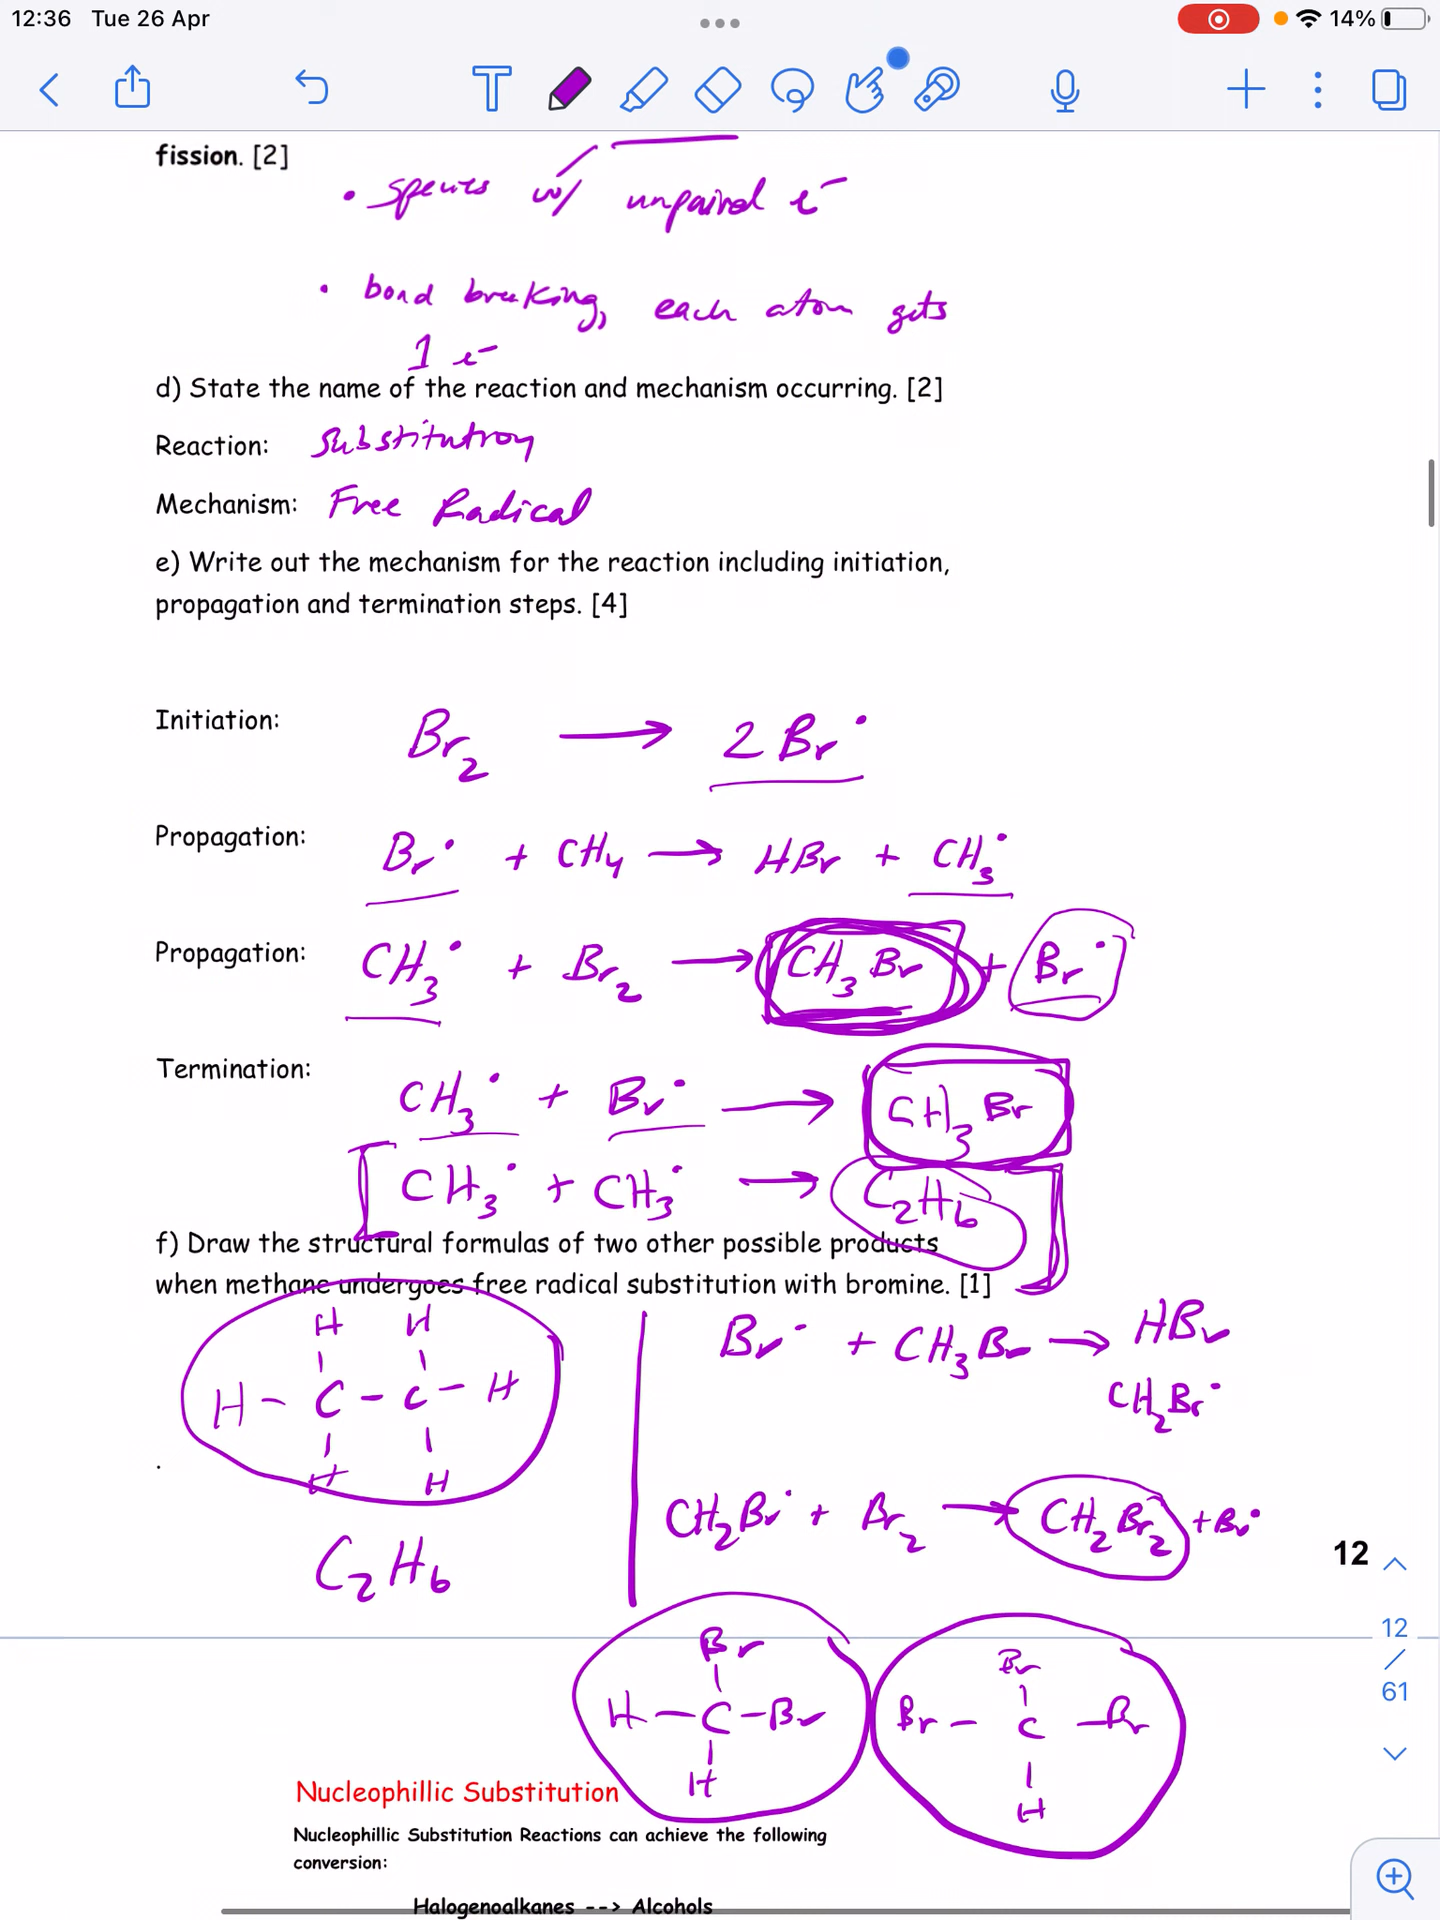 12:36 Tue 26 Apr
14%
fission. [2]
• species w/ unpaired e⁻
• bond breaking, each atom gets
1 e⁻
d) State the name of the reaction and mechanism occurring. [2]
Reaction: Substitution
Mechanism: Free Radical
e) Write out the mechanism for the reaction including initiation,
propagation and termination steps. [4]
Initiation: Br₂ → 2 Br•
Propagation: Br• + CH₄ → HBr + CH₃•
Propagation: CH₃• + Br₂ → CH₃Br + Br•
Termination: CH₃• + Br• → CH₃Br
CH₃• + CH₃• → C₂H₆
f) Draw the structural formulas of two other possible products
when methane undergoes free radical substitution with bromine. [1]
H H
H - C - C - H
H H
C₂H₆
Br• + CH₃Br → HBr
CH₂Br•
CH₂Br• + Br₂ → CH₂Br₂ + Br•
12
12
/
61
Br
H - C - Br
H
Br
Br - C - Br
H
Nucleophillic Substitution
Nucleophillic Substitution Reactions can achieve the following
conversion:
Halogenoalkanes --> Alcohols